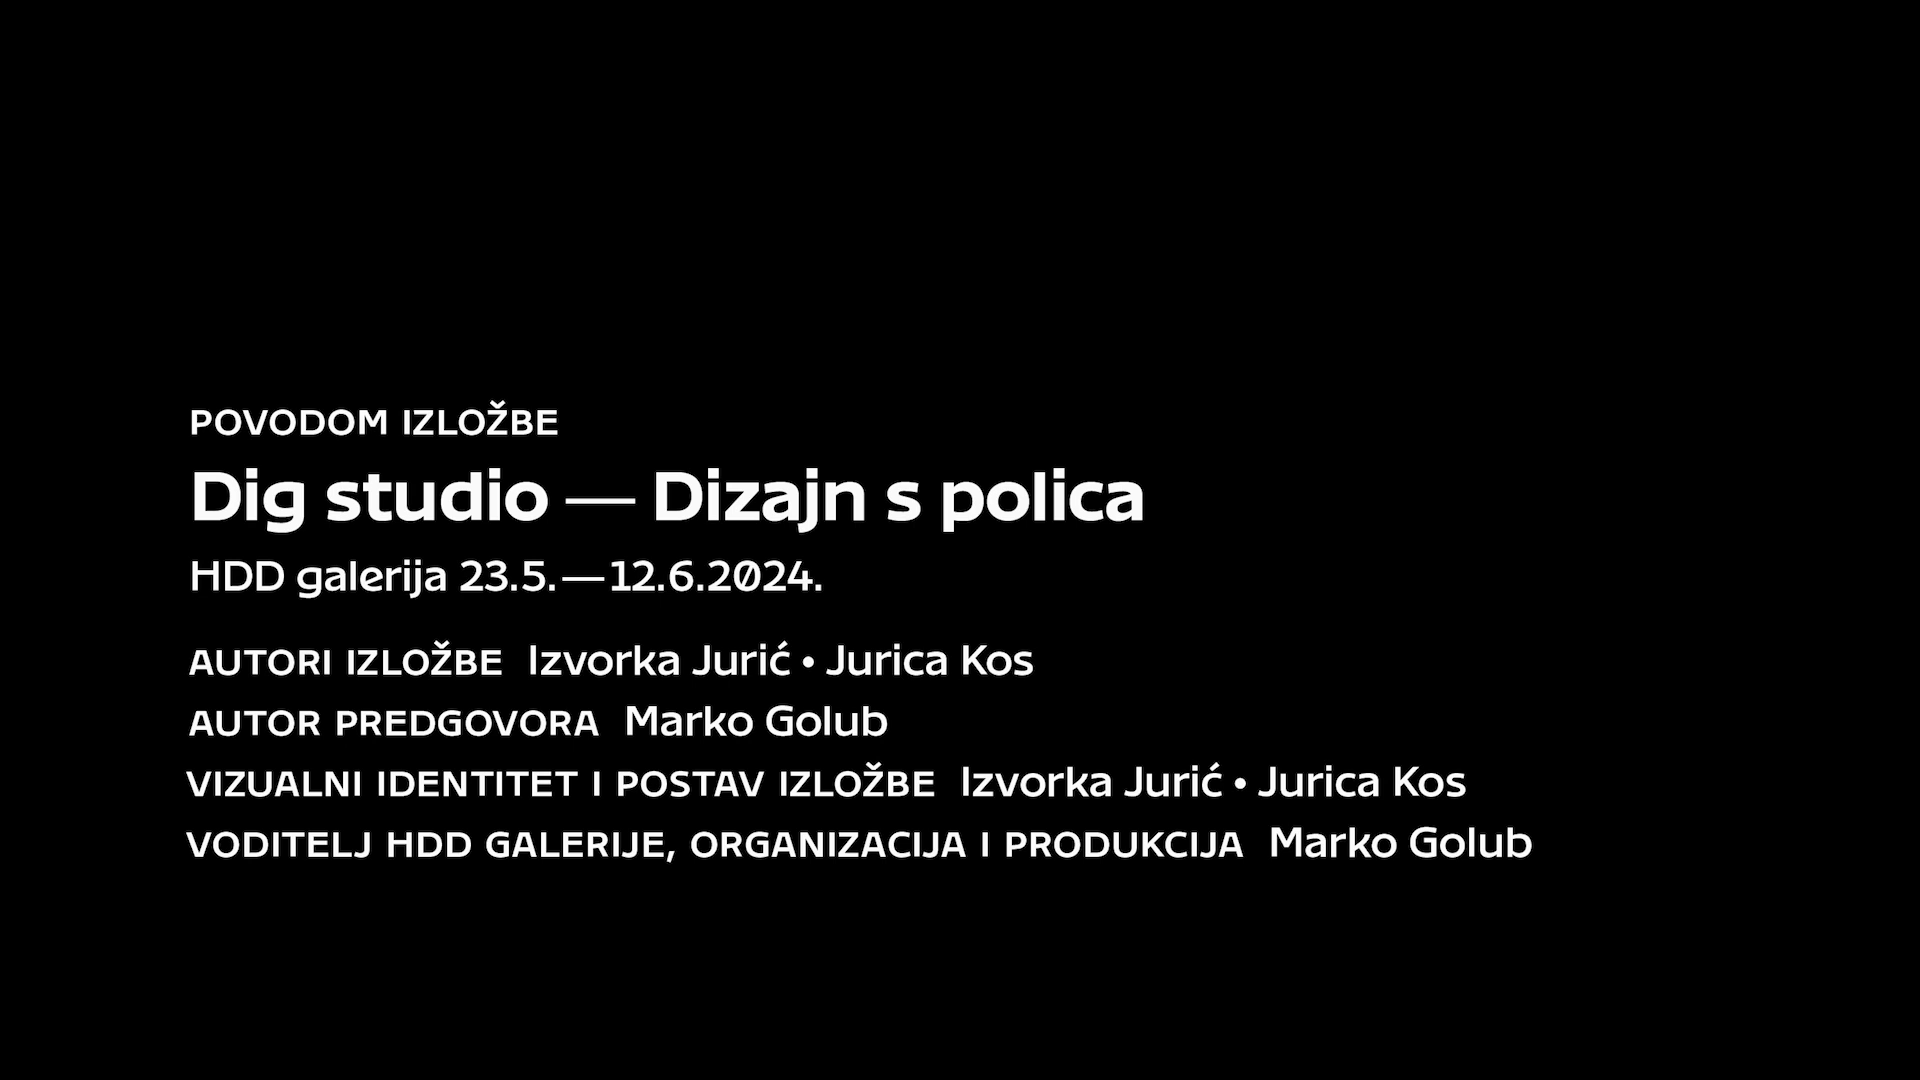 POVODOM IZLOŽBE
Dig studio — Dizajn s polica
HDD galerija 23.5.—12.6.2024.
AUTORI IZLOŽBE Izvorka Jurić • Jurica Kos
AUTOR PREDGOVORA Marko Golub
VIZUALNI IDENTITET I POSTAV IZLOŽBE Izvorka Jurić • Jurica Kos
VODITELJ HDD GALERIJE, ORGANIZACIJA I PRODUKCIJA Marko Golub